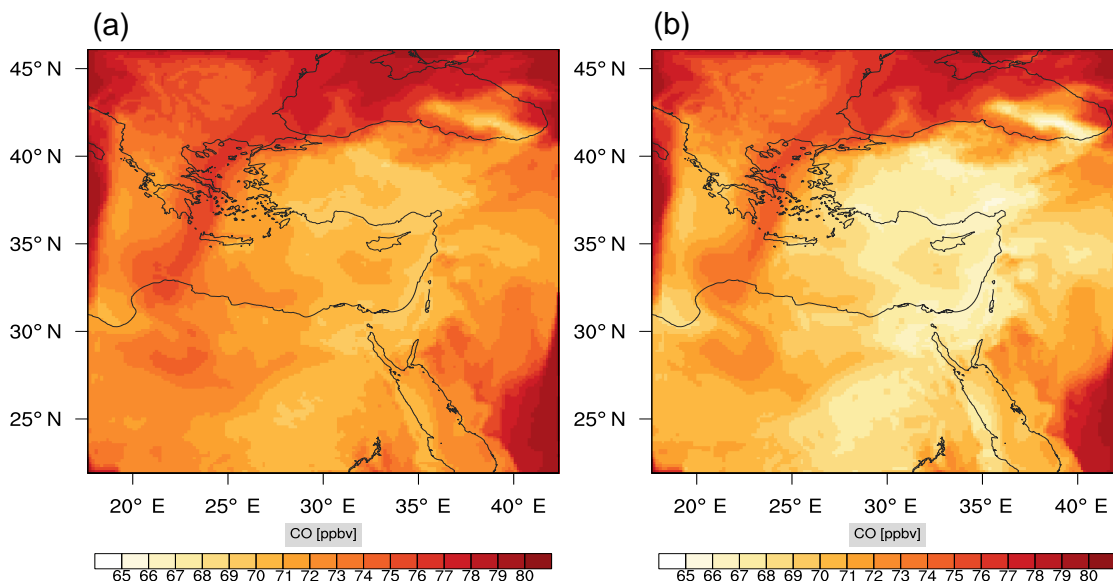 (a) (b)
45° N 45° N
40° N 40° N
35° N 35° N
30° N 30° N
25° N 25° N
20° E 25° E 30° E 35° E 40° E 20° E 25° E 30° E 35° E 40° E
CO [ppbv] CO [ppbv]
65 66 67 68 69 70 71 72 73 74 75 76 77 78 79 80 65 66 67 68 69 70 71 72 73 74 75 76 77 78 79 80